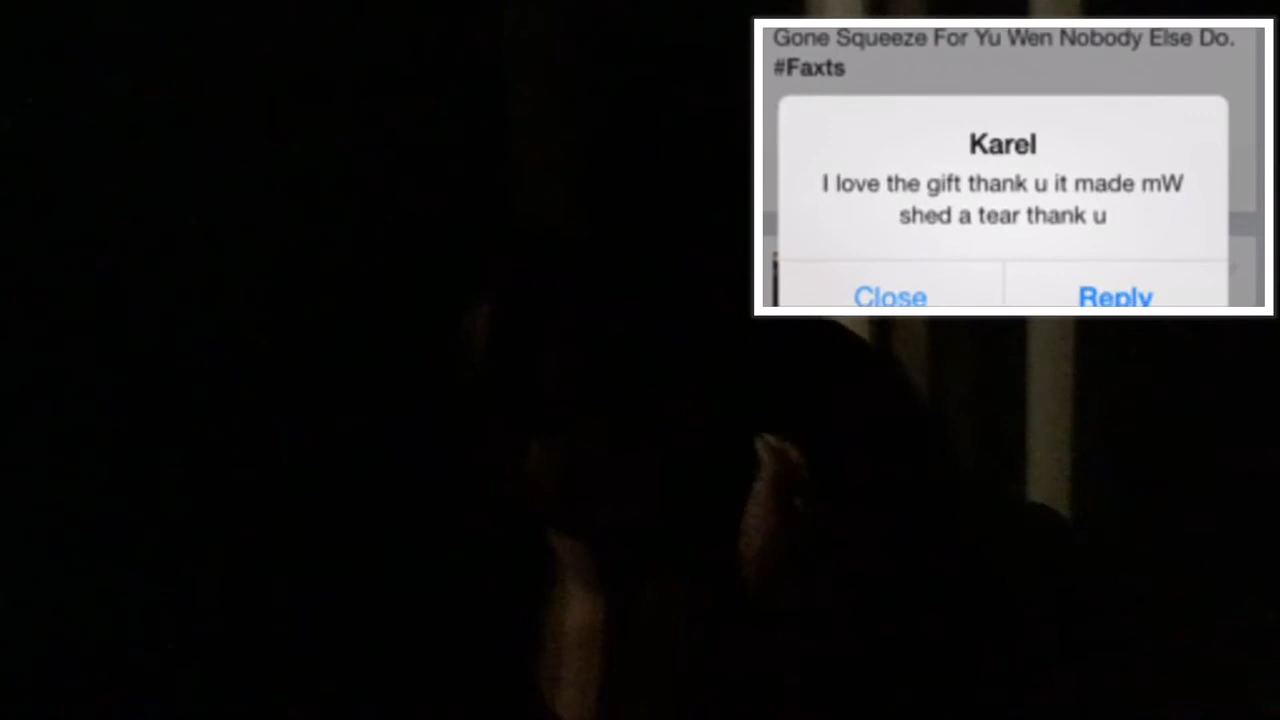 Gone Squeeze For Yu Wen Nobody Else Do.
#Faxts
Karel
I love the gift thank u it made mW
shed a tear thank u
Close
Reply